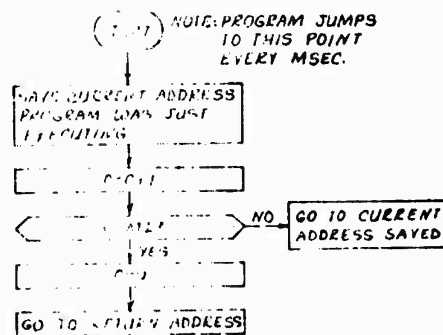 NOTE: PROGRAM JUMPS
TO THIS POINT
EVERY MSEC.
SAVE CURRENT ADDRESS
PROGRAM WAS JUST
EXECUTING
NO
GO TO CURRENT
ADDRESS SAVED
YES
GO TO RETURN ADDRESS